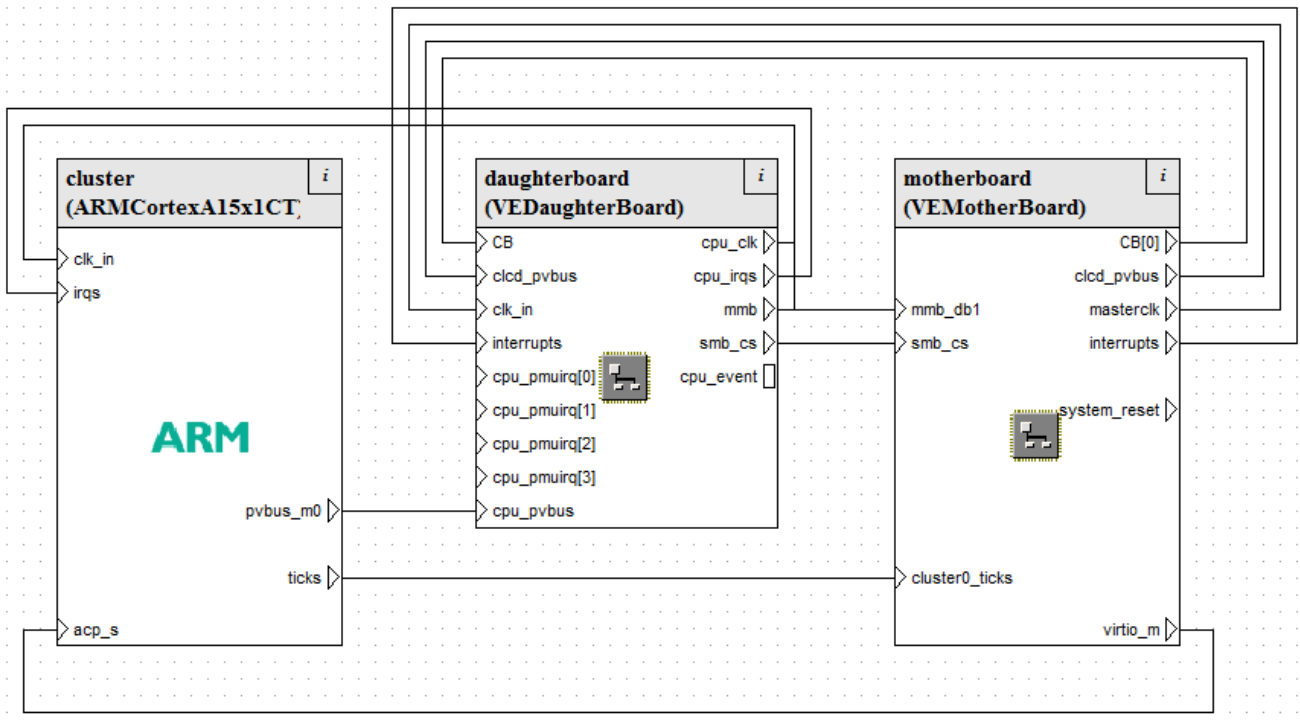 cluster
(ARMCortexA15x1CT)
i
clk_in
irqs
ARM
pvbus_m0
ticks
acp_s
daughterboard
(VEDaughterBoard)
i
CB
clcd_pvbus
clk_in
interrupts
cpu_pmuirq[0]
cpu_pmuirq[1]
cpu_pmuirq[2]
cpu_pmuirq[3]
cpu_pvbus
cpu_clk
cpu_irqs
mmb
smb_cs
cpu_event
motherboard
(VEMotherBoard)
i
mmb_db1
smb_cs
cluster0_ticks
CB[0]
clcd_pvbus
masterclk
interrupts
system_reset
virtio_m